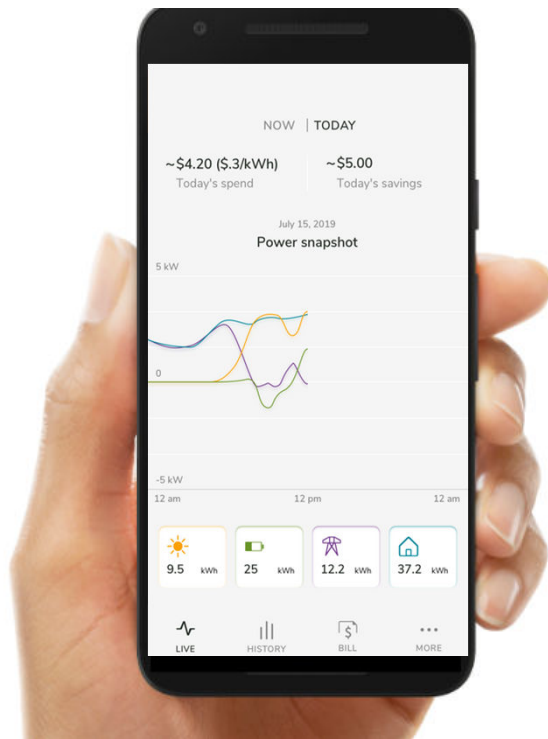 NOW | TODAY
~$4.20 ($.3/kWh) ~$5.00
Today's spend Today's savings
July 15, 2019
Power snapshot
5 kW
0
-5 kW
12 am 12 pm 12 am
9.5 kWh 25 kWh 12.2 kWh 37.2 kWh
$
LIVE HISTORY BILL MORE